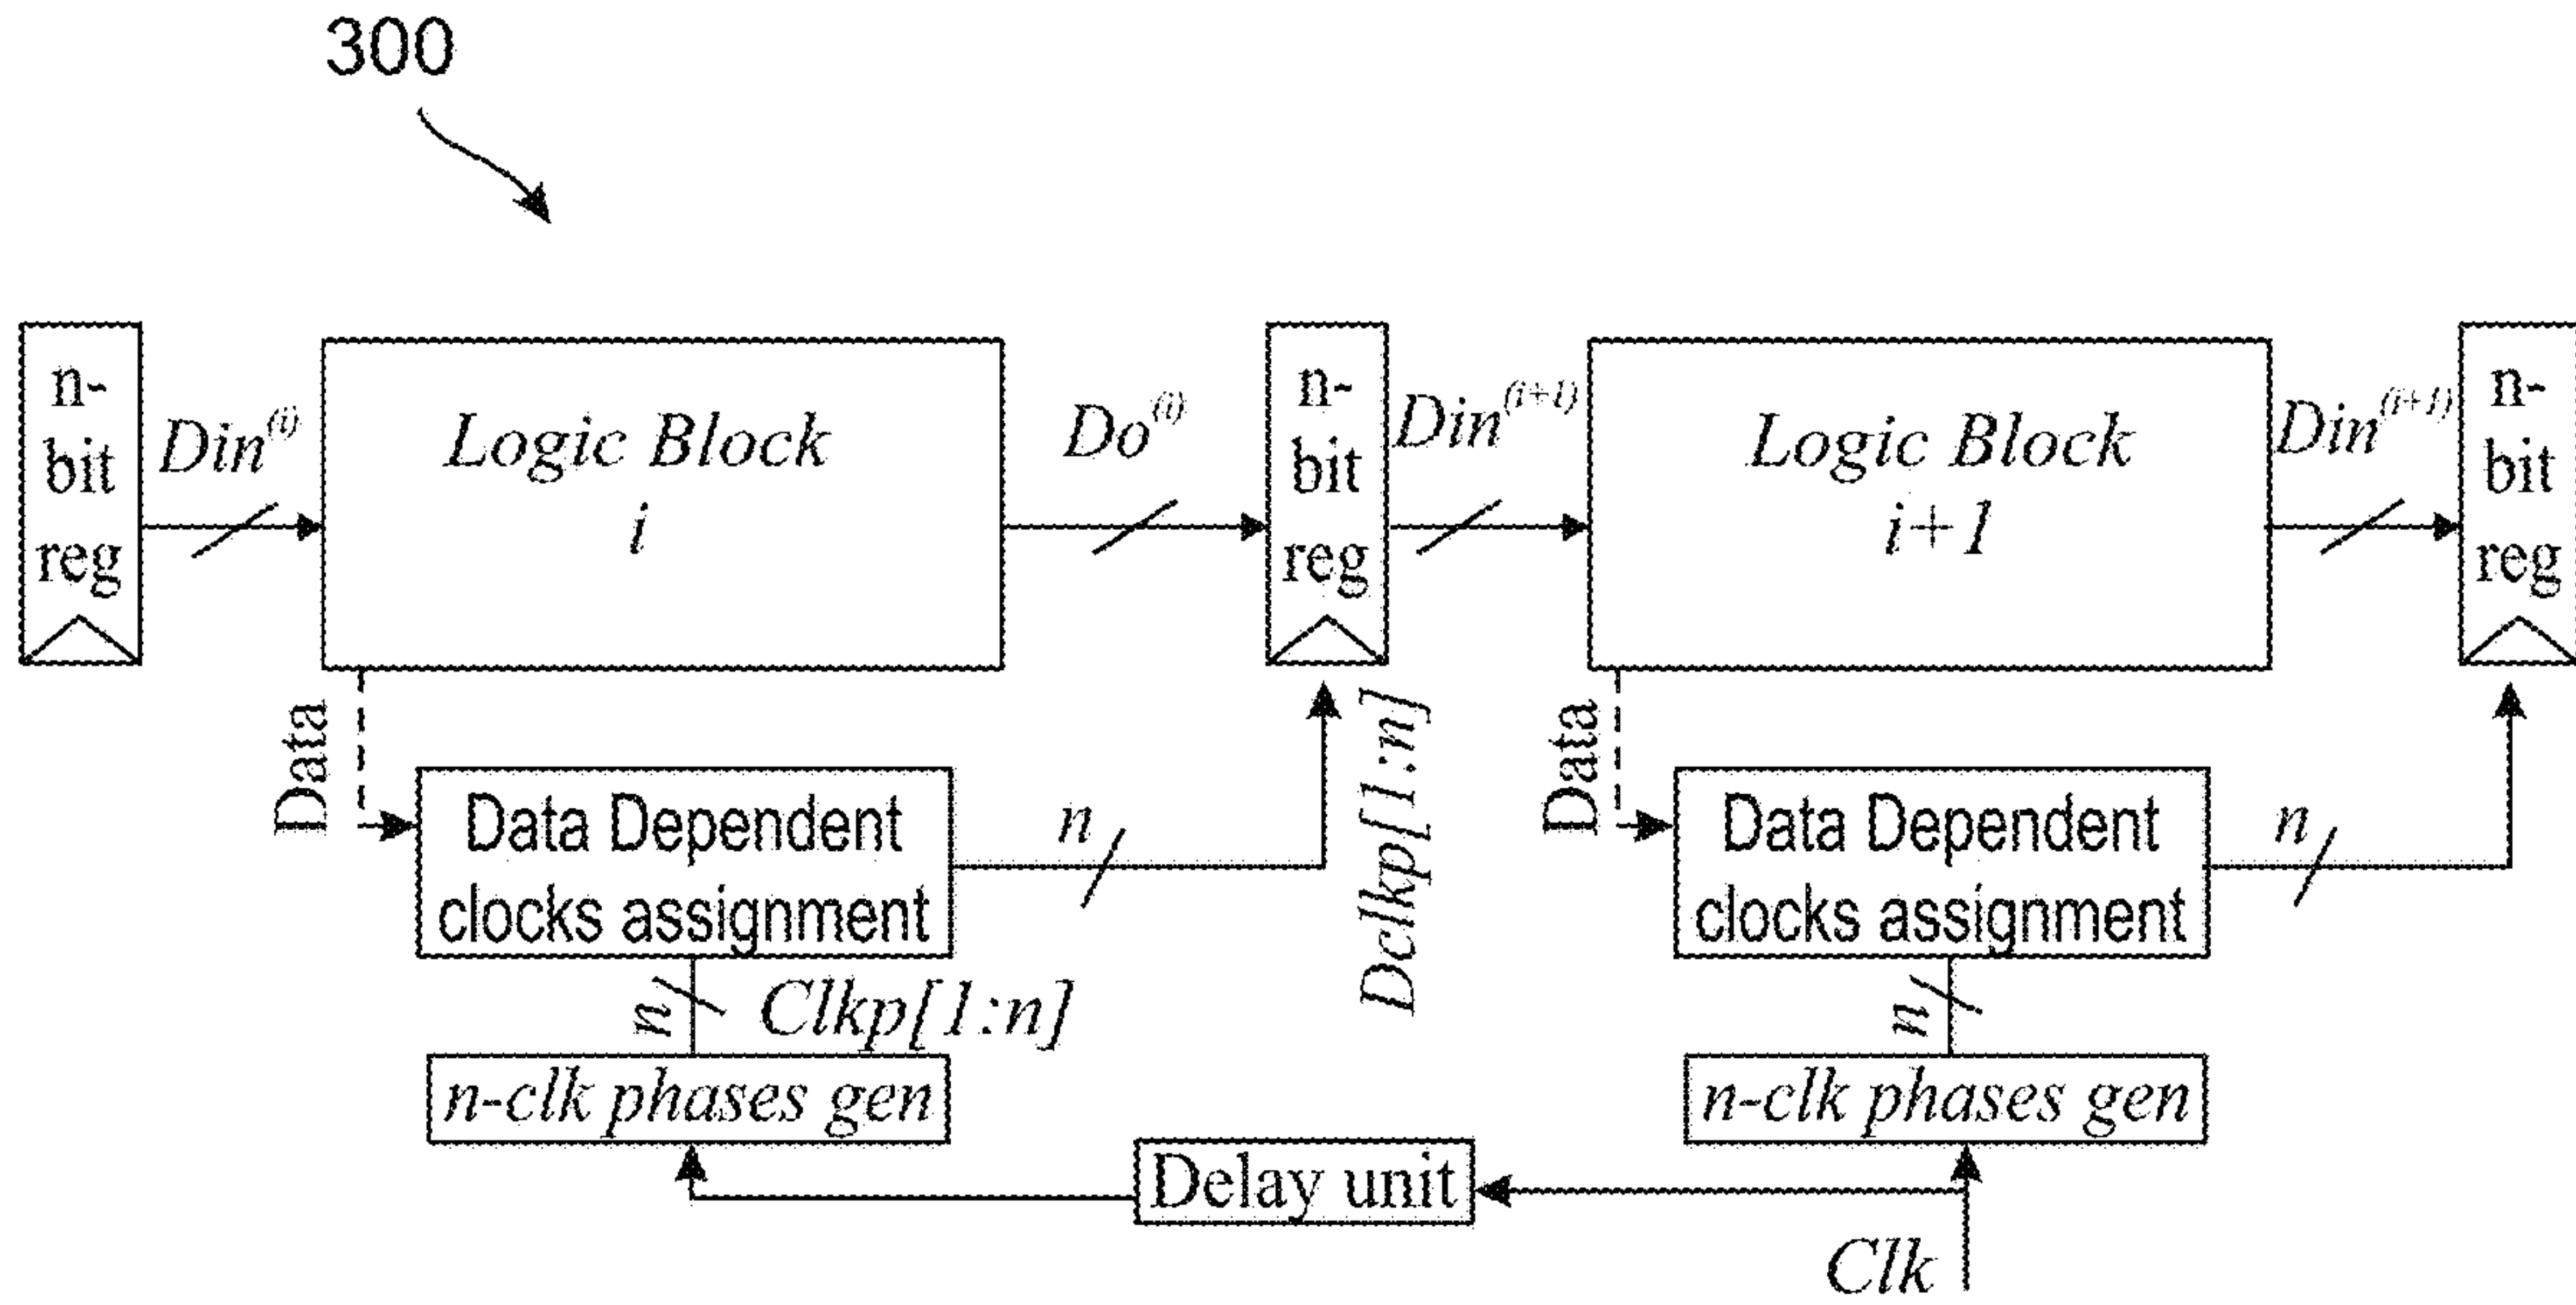 300
n-
bit
reg
Din^(i)
Logic Block
i
Do^(i)
n-
bit
reg
Din^(i+1)
Logic Block
i+1
Din^(i+1)
n-
bit
reg
Data
Data Dependent
clocks assignment
n
Dclkp[1:n]
Data
Data Dependent
clocks assignment
n
n
Clkp[1:n]
n
n-clk phases gen
n-clk phases gen
Delay unit
Clk